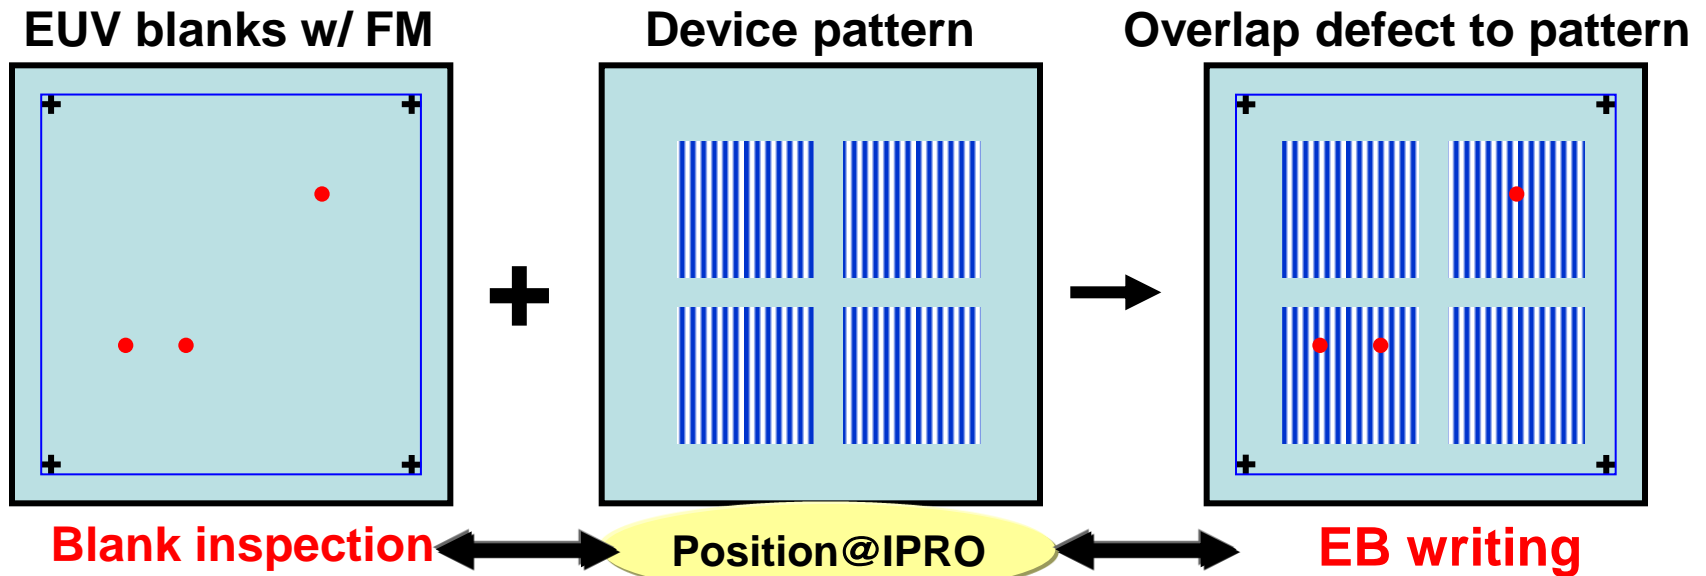 EUV blanks w/ FM
Device pattern
Overlap defect to pattern
Blank inspection
Position@IPRO
EB writing